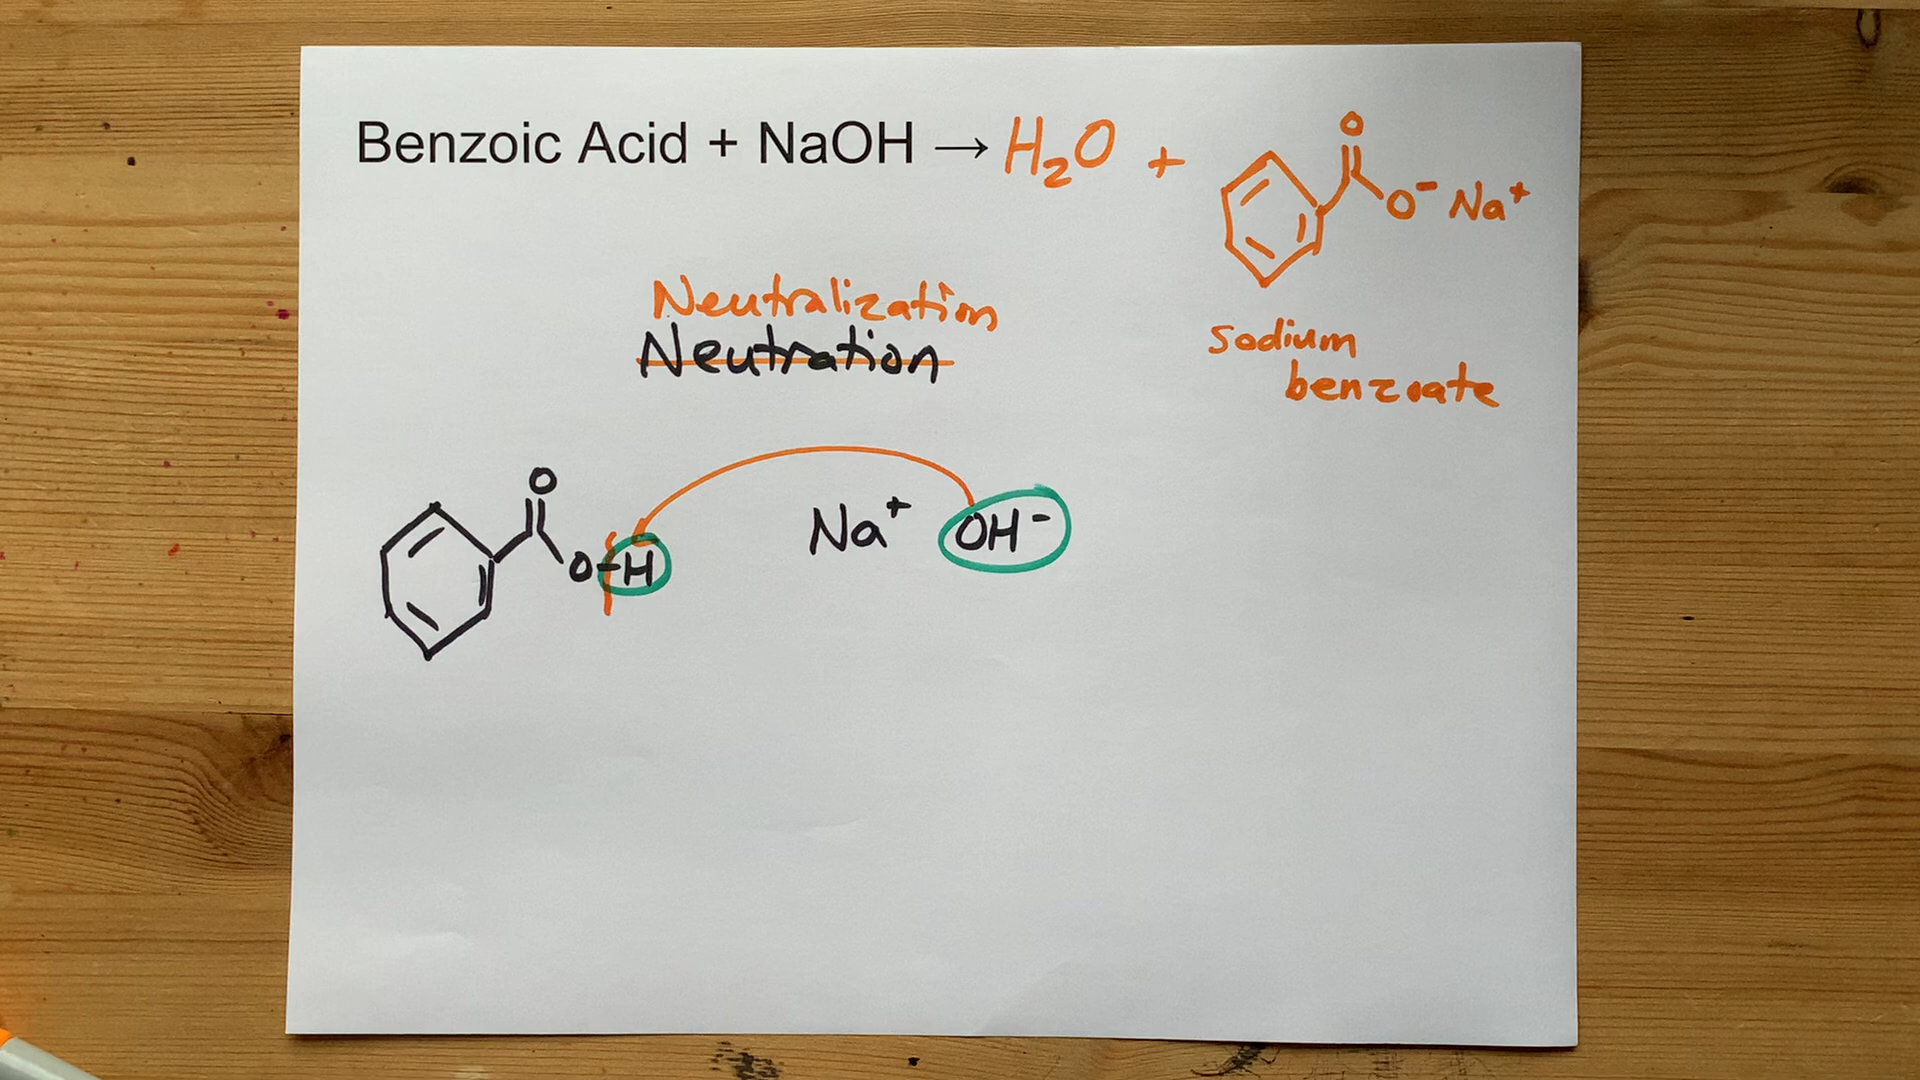 Benzoic Acid + NaOH → H₂O +
O
O⁻ Na⁺
Neutralization
Neutration
sodium
benzoate
O
O-H
Na⁺ OH⁻